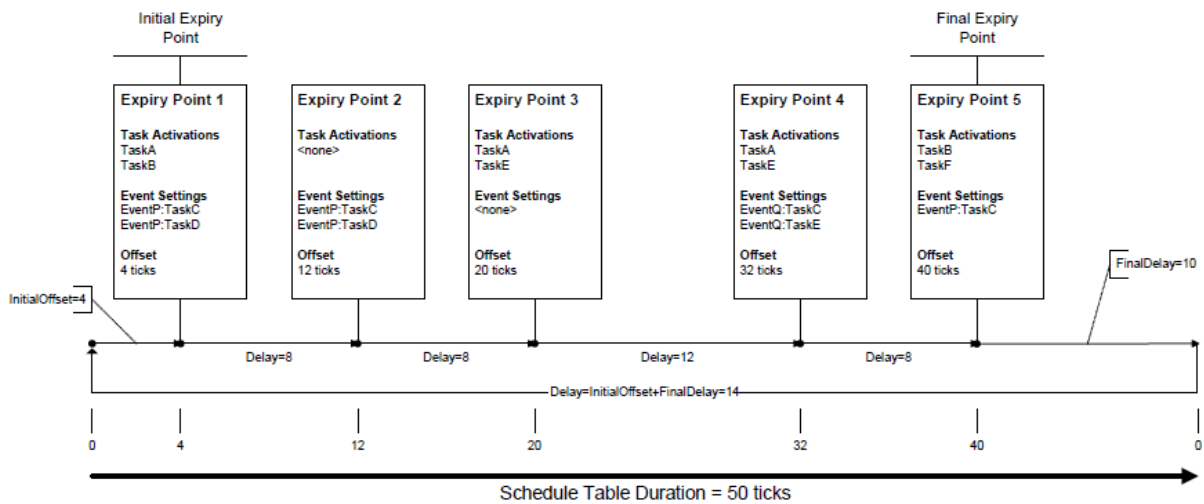 Initial Expiry
Point
Final Expiry
Point
Expiry Point 1
Task Activations
TaskA
TaskB
Event Settings
EventP:TaskC
EventP:TaskD
Offset
4 ticks
Expiry Point 2
Task Activations
<none>
Event Settings
EventP:TaskC
EventP:TaskD
Offset
12 ticks
Expiry Point 3
Task Activations
TaskA
TaskE
Event Settings
<none>
Offset
20 ticks
Expiry Point 4
Task Activations
TaskA
TaskE
Event Settings
EventQ:TaskC
EventQ:TaskE
Offset
32 ticks
Expiry Point 5
Task Activations
TaskB
TaskF
Event Settings
EventP:TaskC
Offset
40 ticks
InitialOffset=4
FinalDelay=10
Delay=8
Delay=8
Delay=12
Delay=8
Delay=InitialOffset+FinalDelay=14
0 4 12 20 32 40 0
Schedule Table Duration = 50 ticks